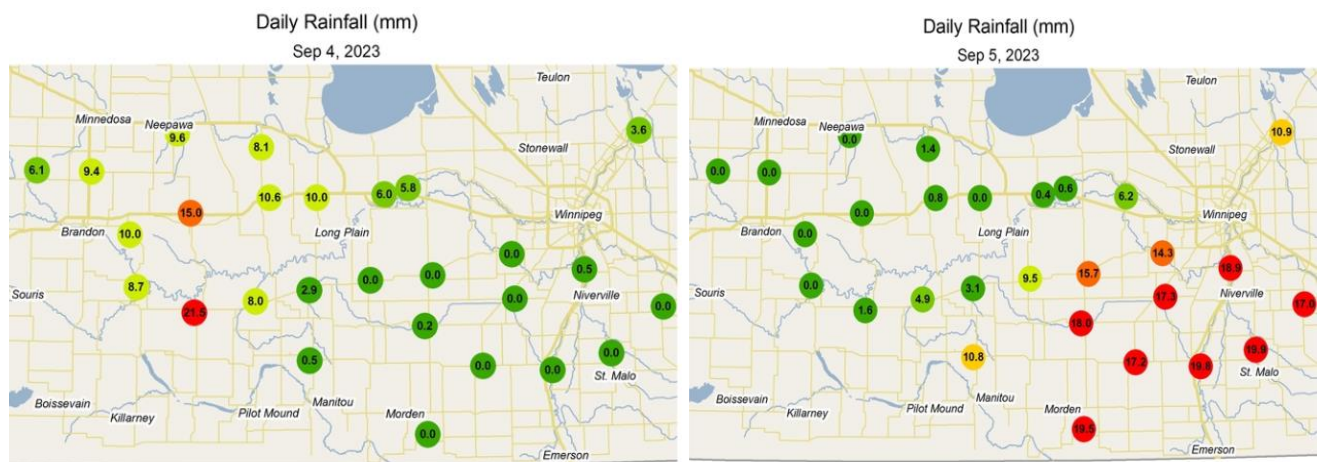 Daily Rainfall (mm)
Sep 4, 2023
Teulon
Minnedosa
Neepawa
9.6
3.6
8.1
Stonewall
6.1
9.4
10.6
10.0
6.0
5.8
15.0
Winnipeg
Brandon
10.0
Long Plain
0.0
0.5
0.0
0.0
8.7
2.9
Souris
8.0
0.0
Niverville
0.0
21.5
0.2
0.5
0.0
0.0
0.0
St. Malo
Boissevain
Killarney
Pilot Mound
Manitou
Morden
0.0
Emerson
Daily Rainfall (mm)
Sep 5, 2023
Teulon
Minnedosa
Neepawa
0.0
10.9
1.4
Stonewall
0.0
0.0
0.8
0.0
0.4
0.6
6.2
0.0
Winnipeg
Brandon
0.0
Long Plain
14.3
18.9
15.7
9.5
0.0
3.1
Souris
4.9
17.3
Niverville
17.0
1.6
18.0
10.8
17.2
19.8
19.9
St. Malo
Boissevain
Killarney
Pilot Mound
Manitou
Morden
19.5
Emerson